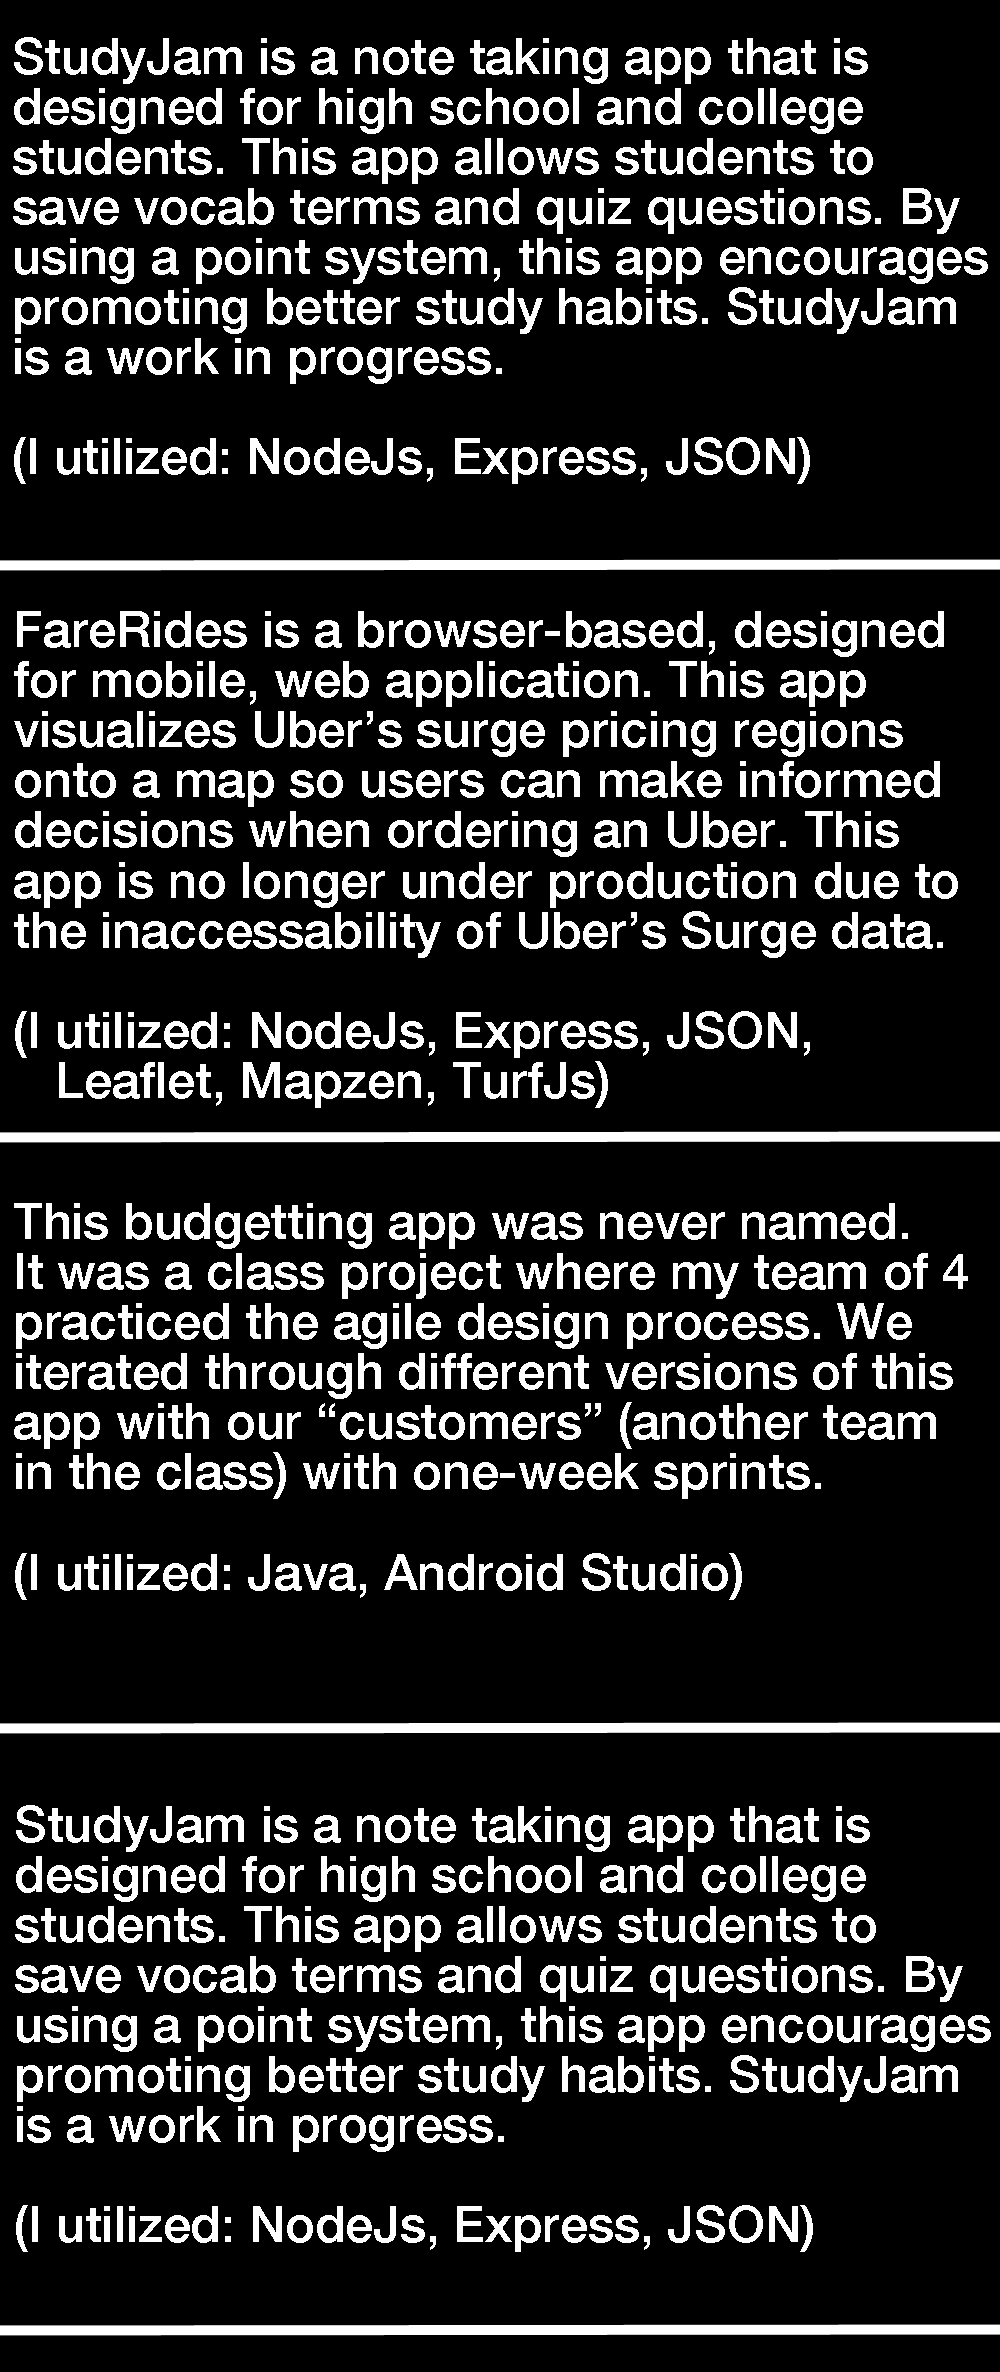 StudyJam is a note taking app that is
designed for high school and college
students. This app allows students to
save vocab terms and quiz questions. By
using a point system, this app encourages
promoting better study habits. StudyJam
is a work in progress.
(I utilized: NodeJs, Express, JSON)
FareRides is a browser-based, designed
for mobile, web application. This app
visualizes Uber’s surge pricing regions
onto a map so users can make informed
decisions when ordering an Uber. This
app is no longer under production due to
the inaccessability of Uber’s Surge data.
(I utilized: NodeJs, Express, JSON,
Leaflet, Mapzen, TurfJs)
This budgetting app was never named.
It was a class project where my team of 4
practiced the agile design process. We
iterated through different versions of this
app with our “customers” (another team
in the class) with one-week sprints.
(I utilized: Java, Android Studio)
StudyJam is a note taking app that is
designed for high school and college
students. This app allows students to
save vocab terms and quiz questions. By
using a point system, this app encourages
promoting better study habits. StudyJam
is a work in progress.
(I utilized: NodeJs, Express, JSON)